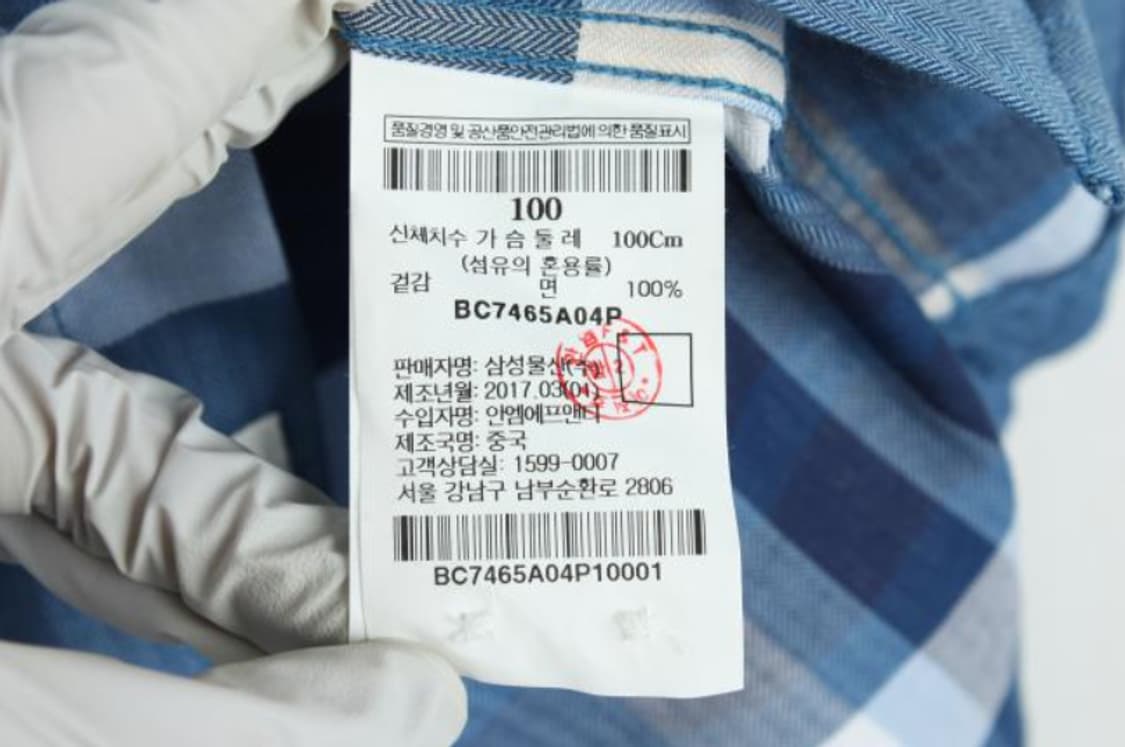 품질경영 및 공산품안전관리법에 의한 품질표시
100
신체치수 가 슴 둘 레 100Cm
(섬유의 혼용률)
겉감 면 100%
BC7465A04P
판매자명: 삼성물산(주)
제조년월: 2017.03(01)
수입자명: 안엠에프앤티
제조국명: 중국
고객상담실: 1599-0007
서울 강남구 남부순환로 2806
BC7465A04P10001